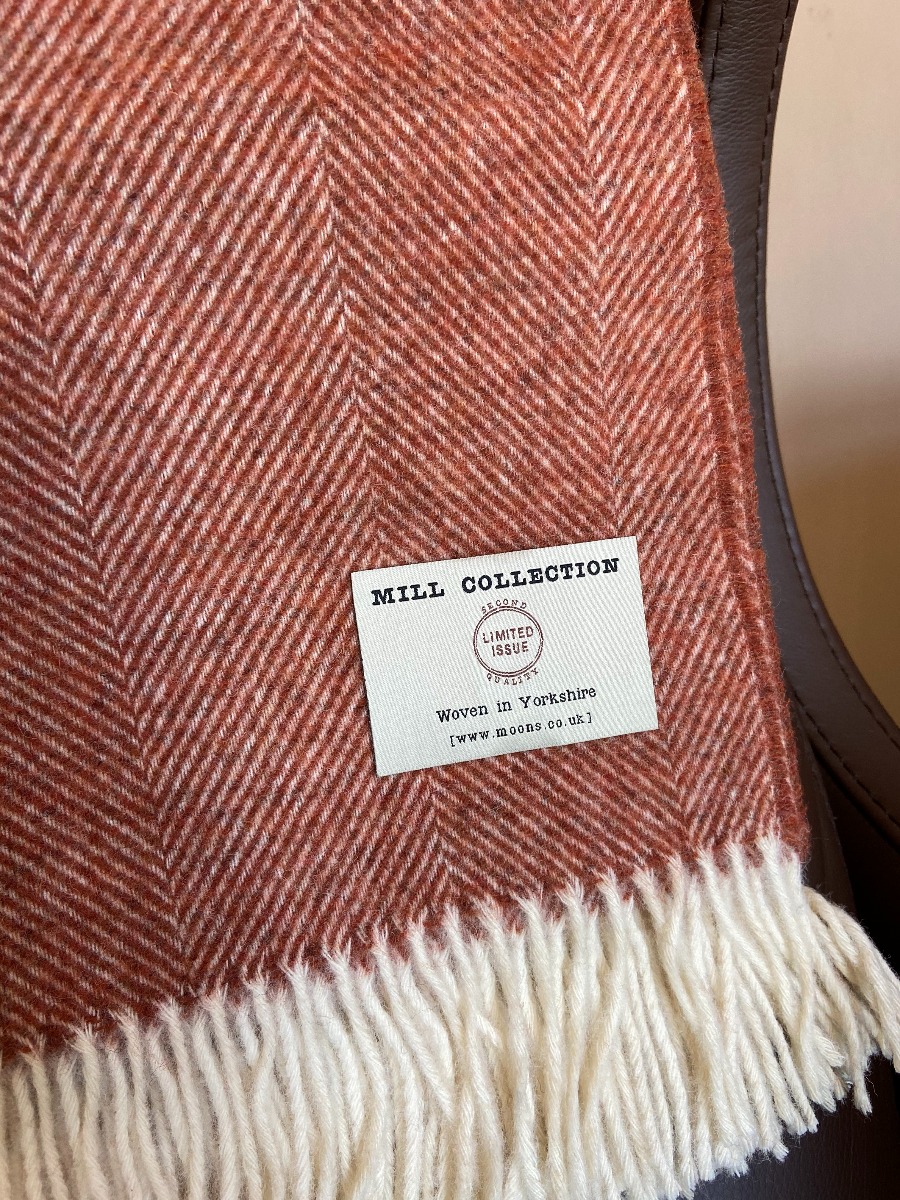 MILL COLLECTION
SECOND
LIMITED
ISSUE
QUALITY
Woven in Yorkshire
[www.moons.co.uk]